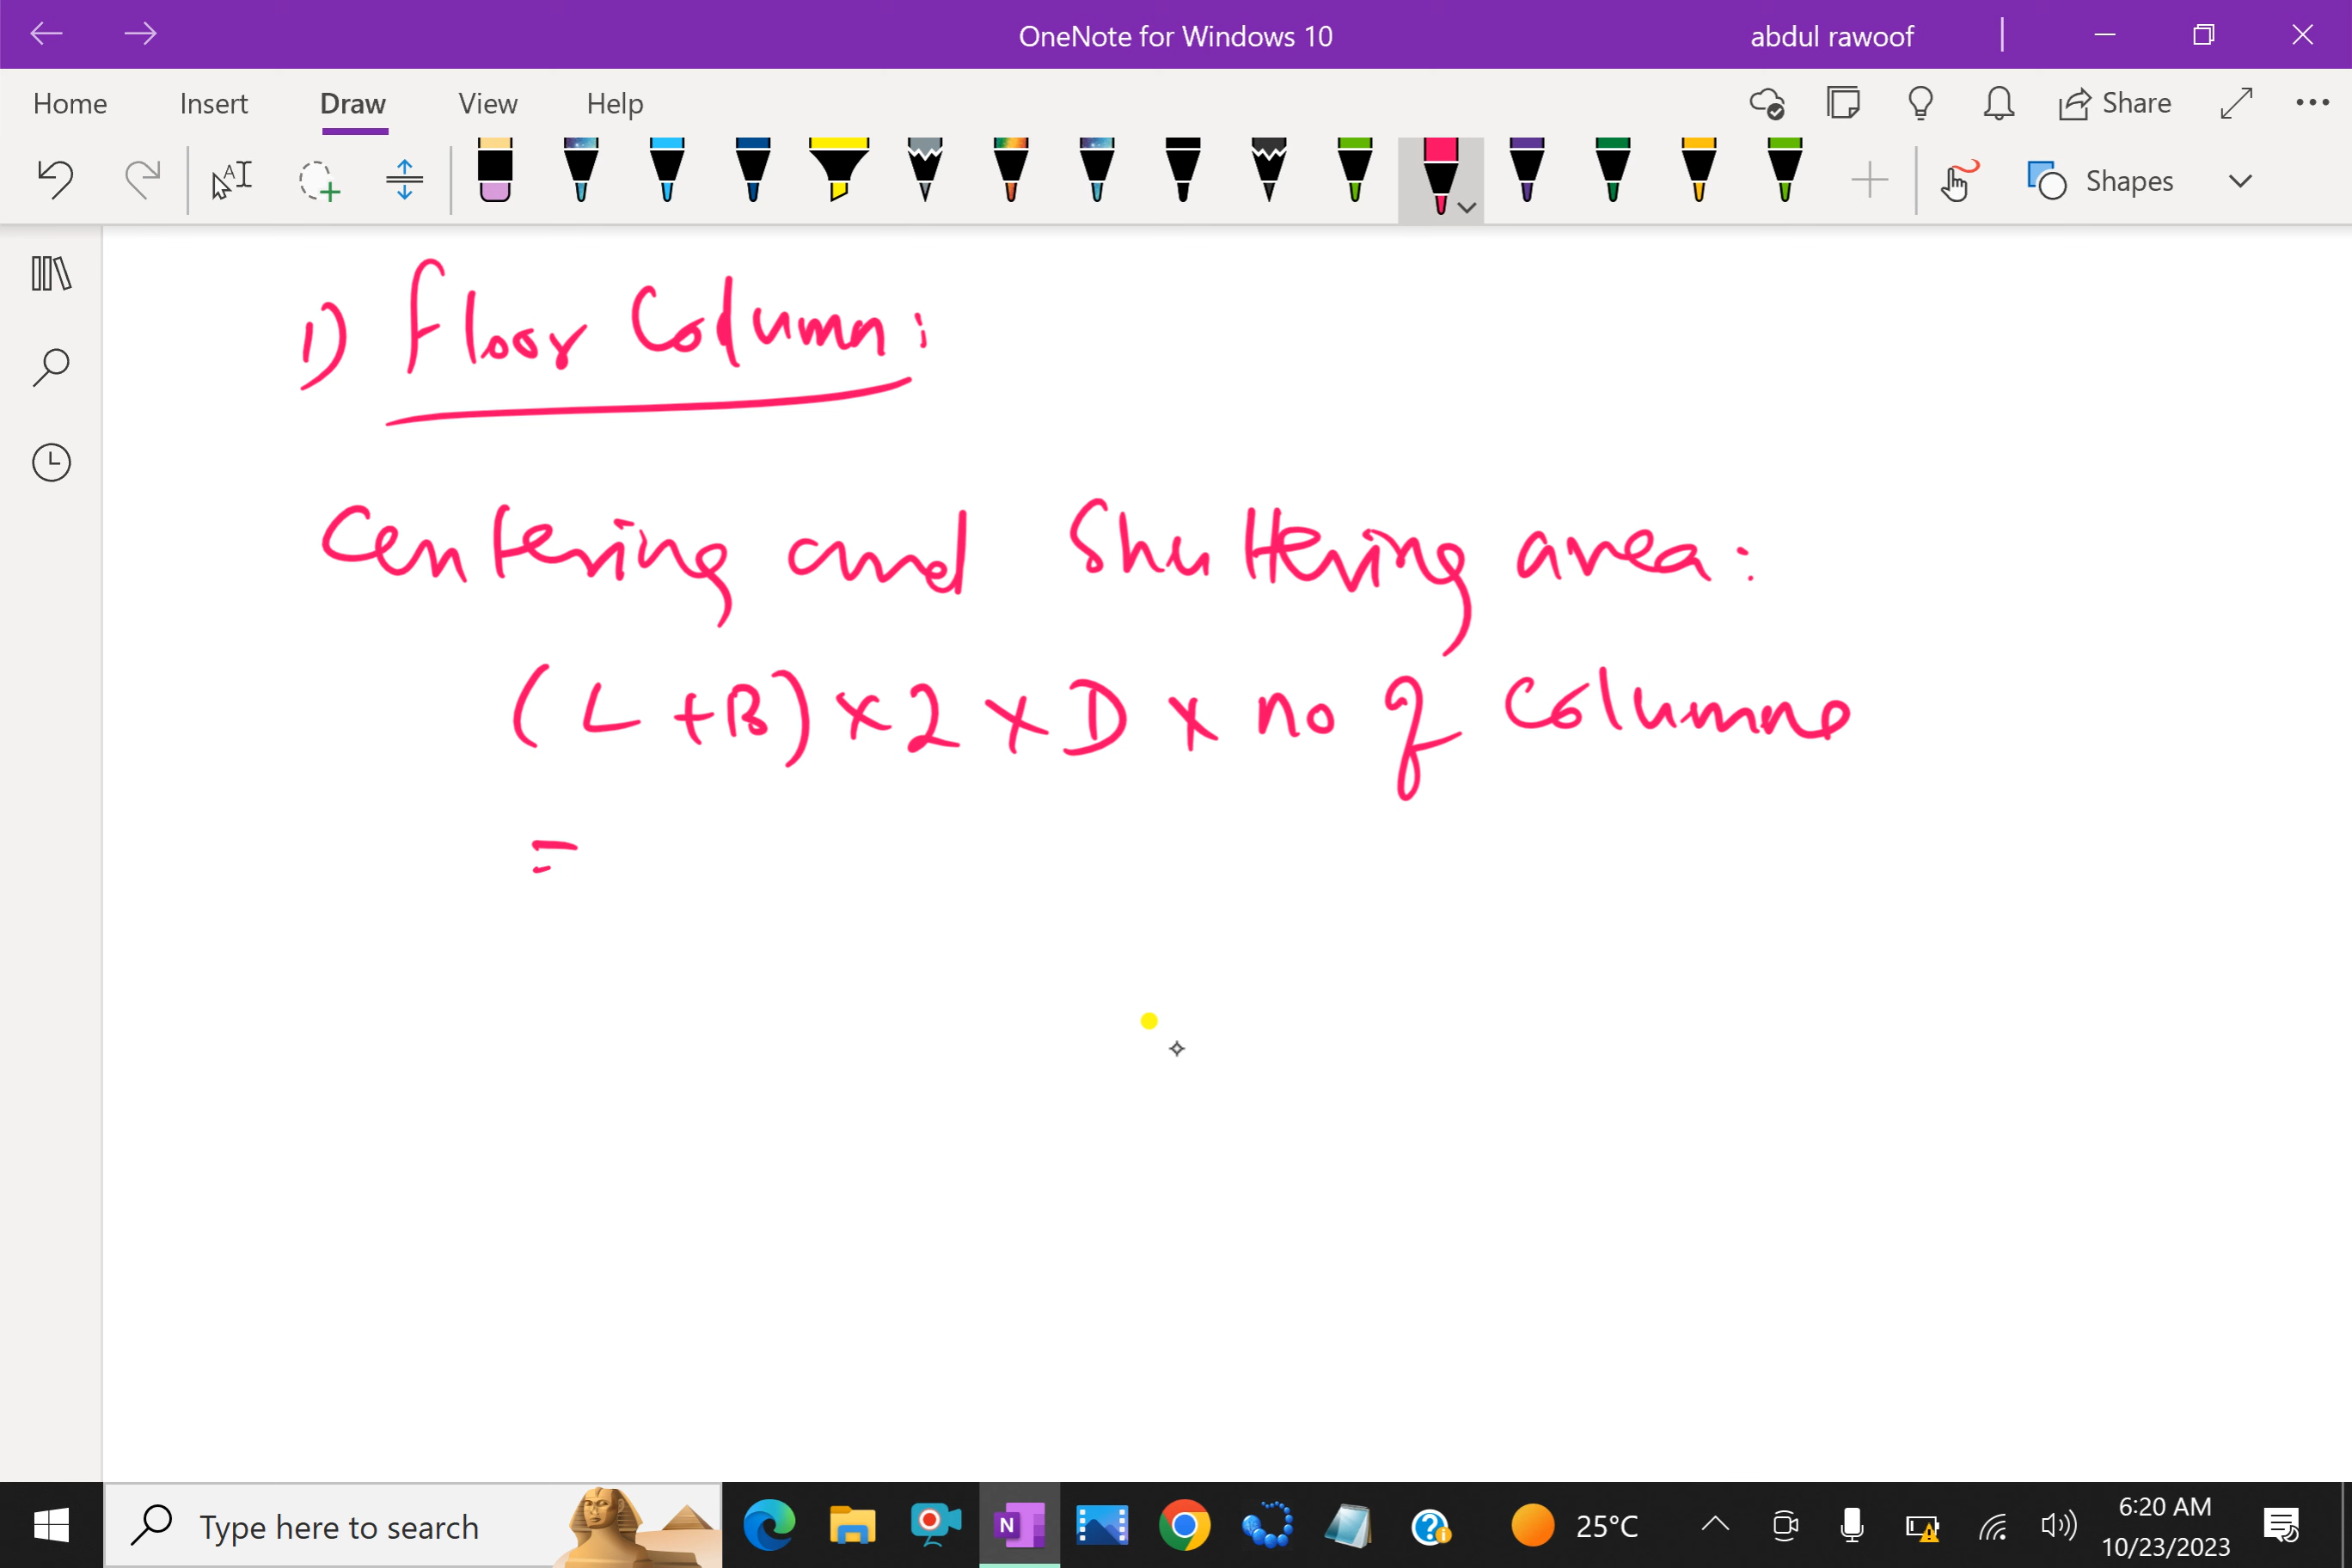 OneNote for Windows 10
abdul rawoof
Home Insert Draw View Help
Share
Shapes
1) Floor Column:
Centering and Shuttering area:
(L+B) x 2 x D x no of Columns
=
Type here to search
25°C
6:20 AM
10/23/2023